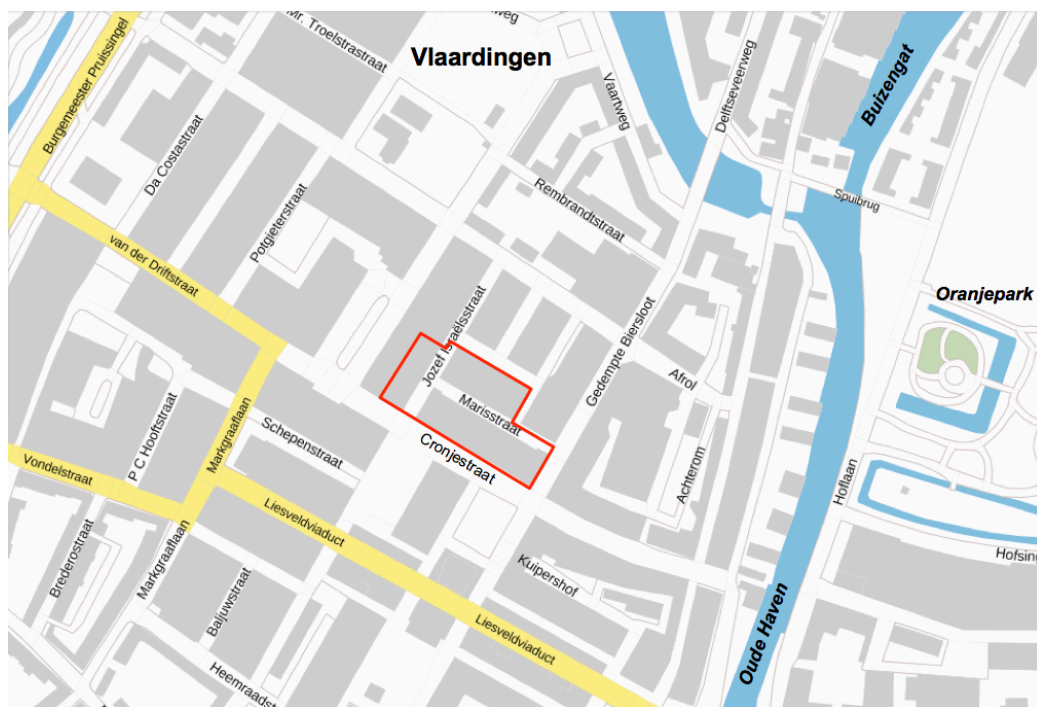 Mr. Troelstrastraat
Vlaardingen
Burgemeester Pruissingel
Vaartweg
Delftseveerweg
Buizengat
Da Costastraat
Rembrandtstraat
Spuibrug
Potgieterstraat
van der Driftstraat
Oranjepark
Jozef Israëlsstraat
Gedempte Biersloot
Afrol
Marisstraat
Cronjestraat
P C Hooftstraat
Markgraaflaan
Schepenstraat
Vondelstraat
Achterom
Hoflaan
Liesveldviaduct
Hofsing
Brederostraat
Markgraaflaan
Baljuwstraat
Kuipershof
Liesveldviaduct
Oude Haven
Heemraadst